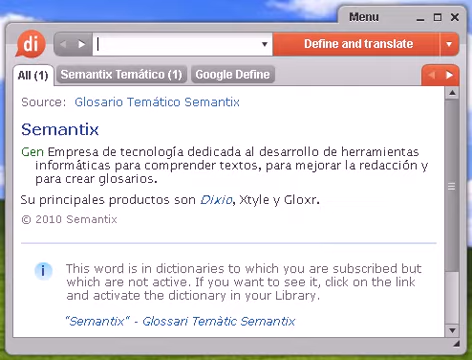 Menu
di
Define and translate
All (1) Semantix Temático (1) Google Define
Source: Glosario Temático Semantix
Semantix
Gen Empresa de tecnología dedicada al desarrollo de herramientas
informáticas para comprender textos, para mejorar la redacción y
para crear glosarios.
Su principales productos son Dixio, Xtyle y Gloxr.
© 2010 Semantix
i
This word is in dictionaries to which you are subscribed but
which are not active. If you want to see it, click on the link
and activate the dictionary in your Library.
"Semantix" - Glossari Temàtic Semantix